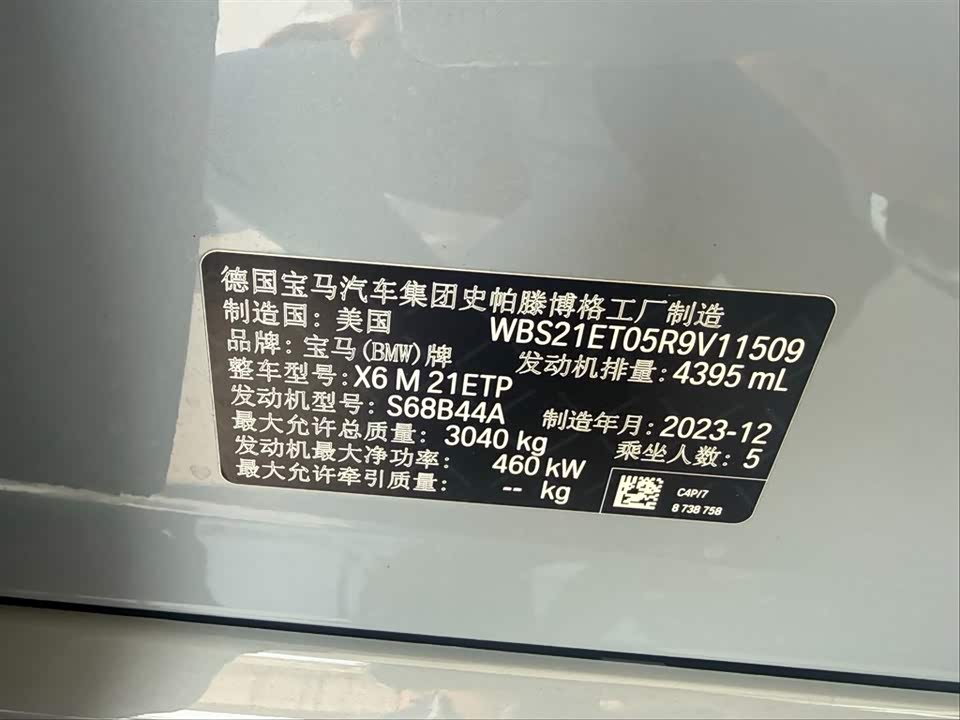 德国宝马汽车集团史帕滕博格工厂制造
制造国：美国 WBS21ET05R9V11509
品牌：宝马(BMW)牌 发动机排量：4395 mL
整车型号：X6 M 21ETP
发动机型号：S68B44A 制造年月：2023-12
最大允许总质量：3040 kg 乘坐人数：5
发动机最大净功率：460 kW
最大允许牵引质量：-- kg
C4P/7
8 738 758